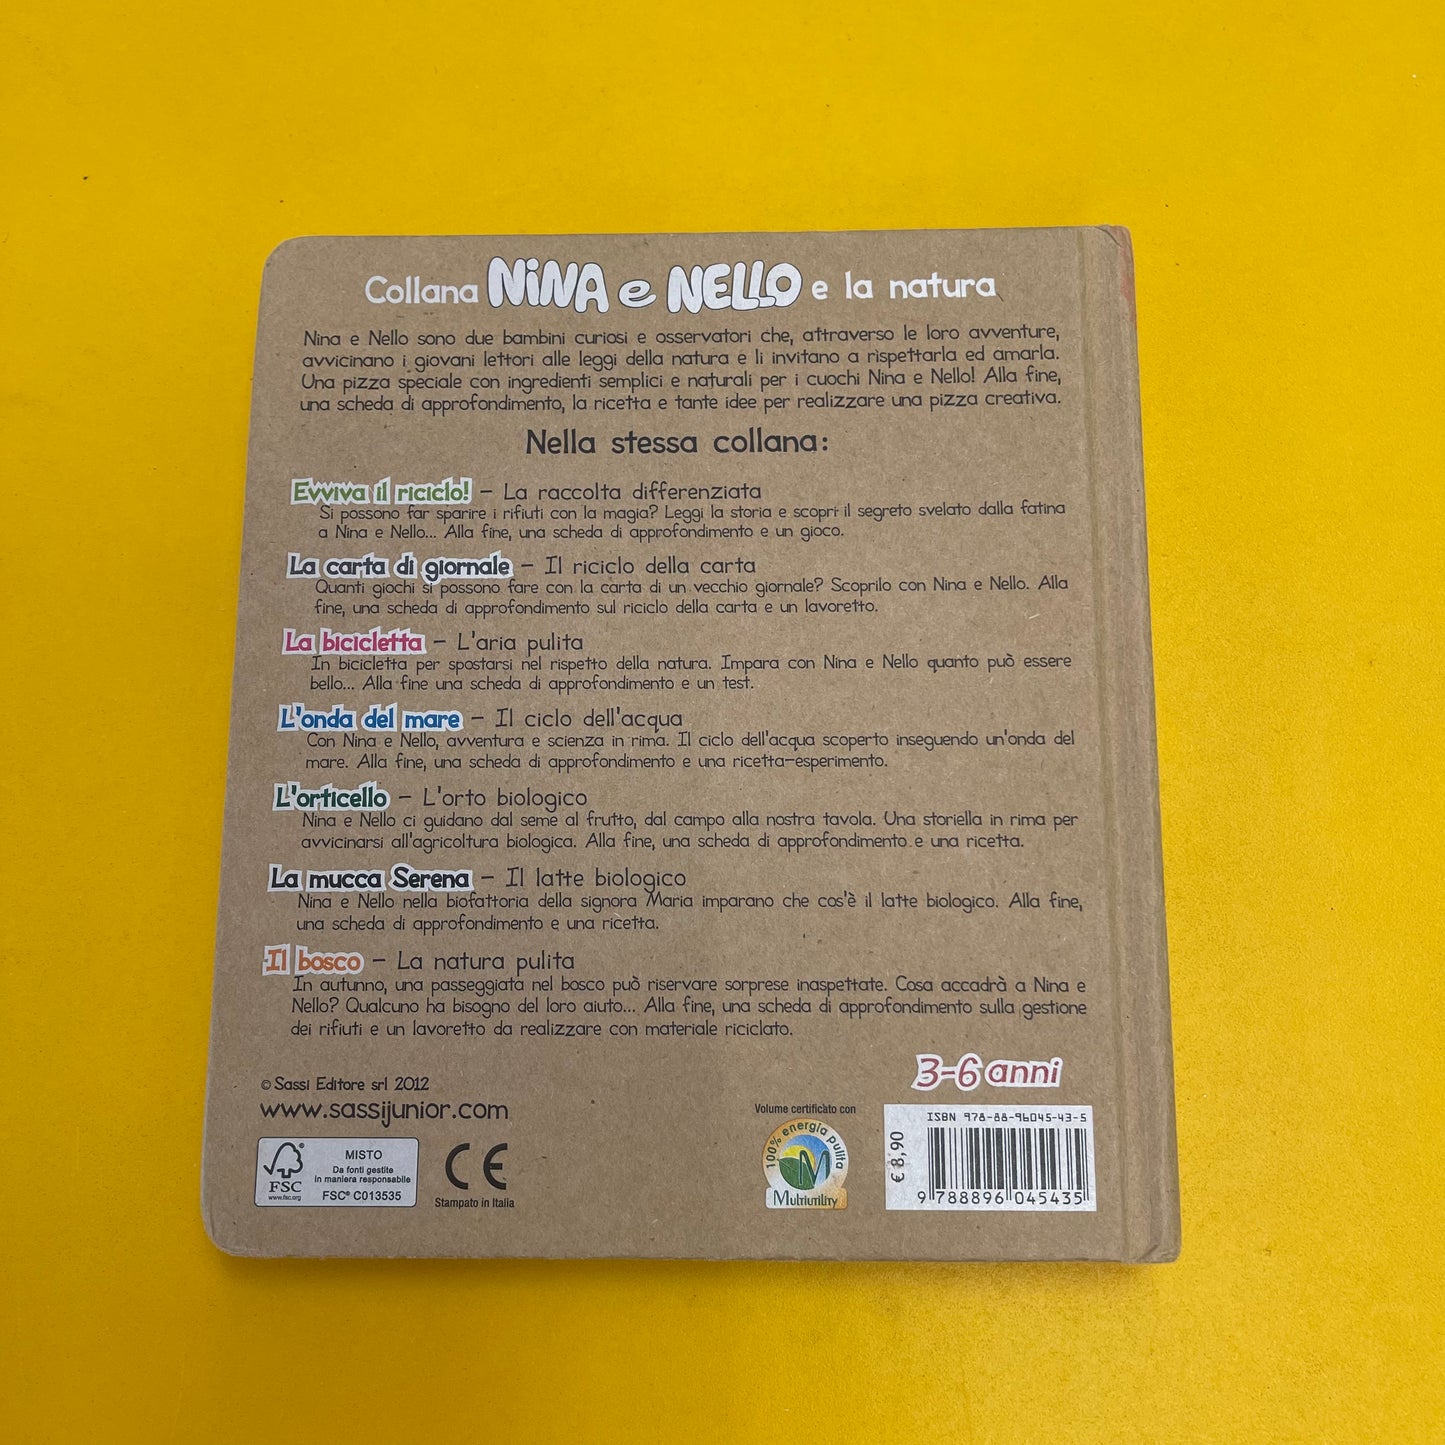 Collana NINA e NELLO e la natura
Nina e Nello sono due bambini curiosi e osservatori che, attraverso le loro avventure,
avvicinano i giovani lettori alle leggi della natura e li invitano a rispettarla ed amarla.
Una pizza speciale con ingredienti semplici e naturali per i cuochi Nina e Nello! Alla fine,
una scheda di approfondimento, la ricetta e tante idee per realizzare una pizza creativa.
Nella stessa collana:
Evviva il riciclo! – La raccolta differenziata
Si possono far sparire i rifiuti con la magia? Leggi la storia e scopri il segreto svelato dalla fatina
a Nina e Nello... Alla fine, una scheda di approfondimento e un gioco.
La carta di giornale – Il riciclo della carta
Quanti giochi si possono fare con la carta di un vecchio giornale? Scoprilo con Nina e Nello. Alla
fine, una scheda di approfondimento sul riciclo della carta e un lavoretto.
La bicicletta – L'aria pulita
In bicicletta per spostarsi nel rispetto della natura. Impara con Nina e Nello quanto può essere
bello... Alla fine una scheda di approfondimento e un test.
L'onda del mare – Il ciclo dell'acqua
Con Nina e Nello, avventura e scienza in rima. Il ciclo dell'acqua scoperto inseguendo un'onda del
mare. Alla fine, una scheda di approfondimento e una ricetta-esperimento.
L'orticello – L'orto biologico
Nina e Nello ci guidano dal seme al frutto, dal campo alla nostra tavola. Una storiella in rima per
avvicinarsi all'agricoltura biologica. Alla fine, una scheda di approfondimento e una ricetta.
La mucca Serena – Il latte biologico
Nina e Nello nella biofattoria della signora Maria imparano che cos'è il latte biologico. Alla fine,
una scheda di approfondimento e una ricetta.
Il bosco – La natura pulita
In autunno, una passeggiata nel bosco può riservare sorprese inaspettate. Cosa accadrà a Nina e
Nello? Qualcuno ha bisogno del loro aiuto... Alla fine, una scheda di approfondimento sulla gestione
dei rifiuti e un lavoretto da realizzare con materiale riciclato.
3-6 anni
© Sassi Editore srl 2012
www.sassijunior.com
FSC
www.fsc.org
MISTO
Da fonti gestite
in maniera responsabile
FSC® C013535
CE
Stampato in Italia
Volume certificato con
100% energia pulita
M
Multiutility
€ 8,90
ISBN 978-88-96045-43-5
9 788896 045435